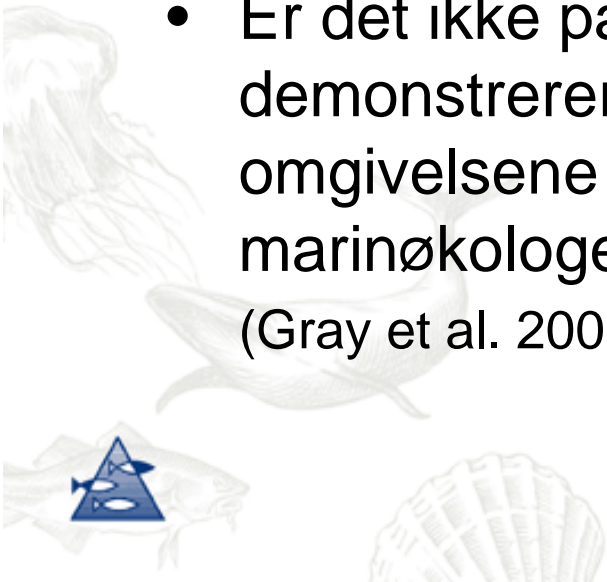 • Er det ikke på
demonstrerer
omgivelsene
marinøkologe
(Gray et al. 200